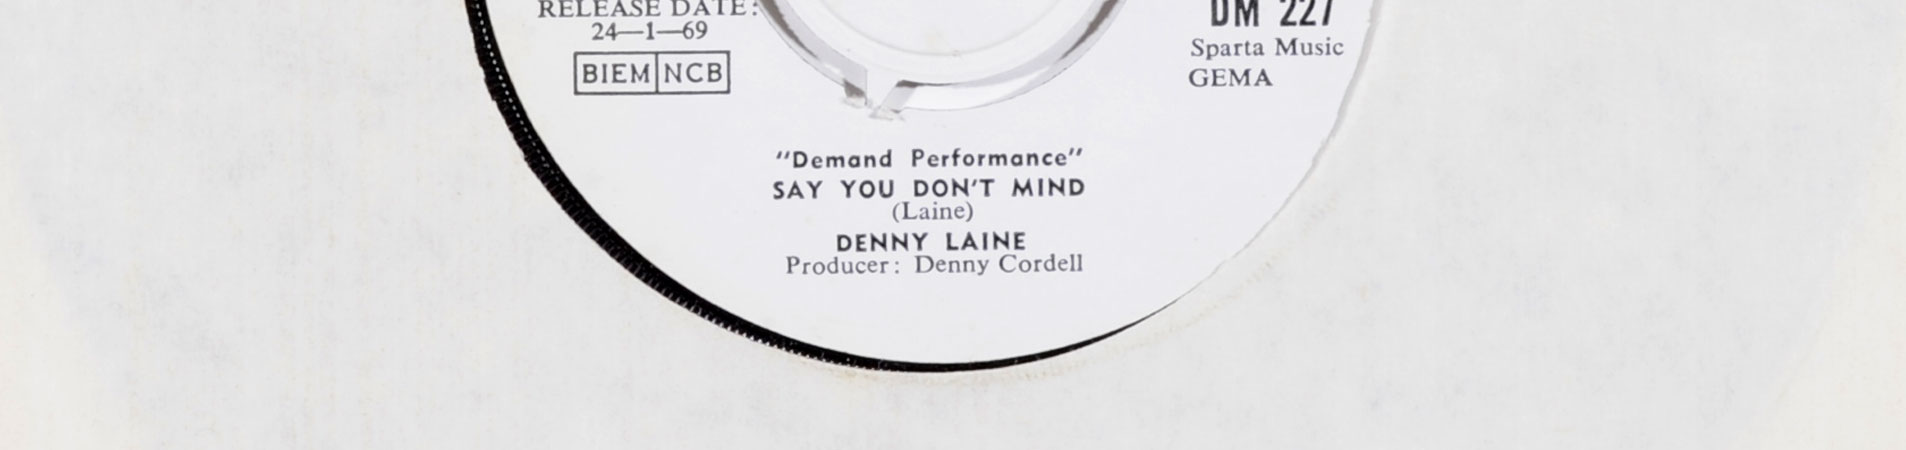 RELEASE DATE:
24—1—69
BIEM NCB
DM 227
Sparta Music
GEMA
"Demand Performance"
SAY YOU DON'T MIND
(Laine)
DENNY LAINE
Producer: Denny Cordell